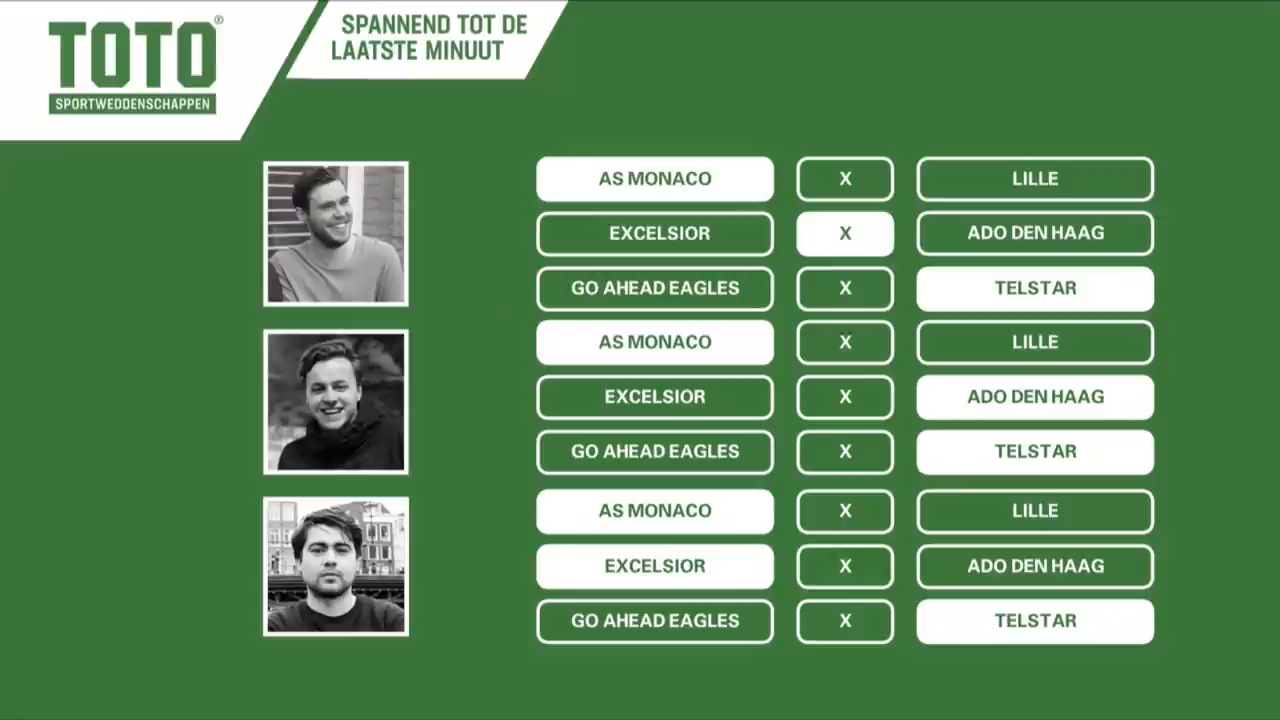 TOTO®
SPORTWEDDENSCHAPPEN
SPANNEND TOT DE
LAATSTE MINUUT
AS MONACO X LILLE
EXCELSIOR X ADO DEN HAAG
GO AHEAD EAGLES X TELSTAR
AS MONACO X LILLE
EXCELSIOR X ADO DEN HAAG
GO AHEAD EAGLES X TELSTAR
AS MONACO X LILLE
EXCELSIOR X ADO DEN HAAG
GO AHEAD EAGLES X TELSTAR